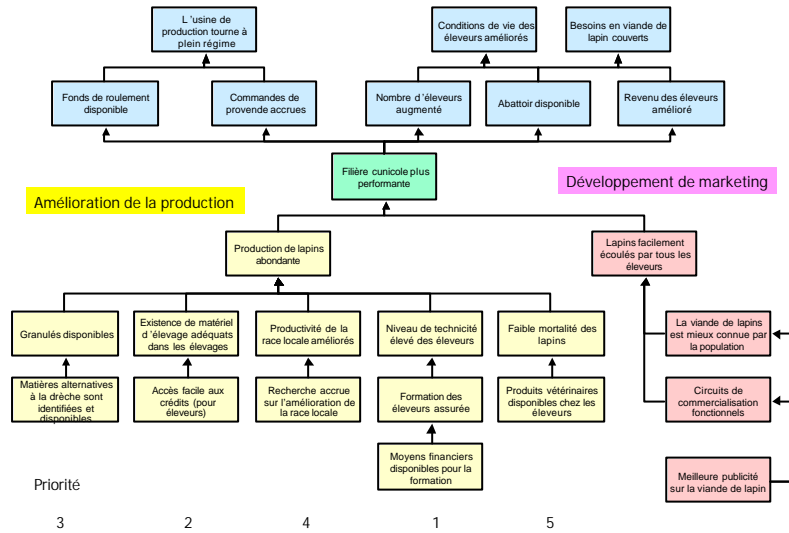 L 'usine de
production tourne à
plein régime
Conditions de vie des
éleveurs améliorés
Besoins en viande de
lapin couverts
Fonds de roulement
disponible
Commandes de
provende accrues
Nombre d 'éleveurs
augmenté
Abattoir disponible
Revenu des éleveurs
amélioré
Filière cunicole plus
performante
Amélioration de la production
Développement de marketing
Production de lapins
abondante
Lapins facilement
écoulés par tous les
éleveurs
Granulés disponibles
Existence de matériel
d 'élevage adéquats
dans les élevages
Productivité de la
race locale améliorés
Niveau de technicité
élevé des éleveurs
Faible mortalité des
lapins
La viande de lapins
est mieux connue par
la population
Matières alternatives
à la drèche sont
identifiées et
disponibles
Accès facile aux
crédits (pour
éleveurs)
Recherche accrue
sur l'amélioration de
la race locale
Formation des
éleveurs assurée
Produits vétérinaires
disponibles chez les
éleveurs
Circuits de
commercialisation
fonctionnels
Moyens financiers
disponibles pour la
formation
Meilleure publicité
sur la viande de lapin
Priorité
3 2 4 1 5